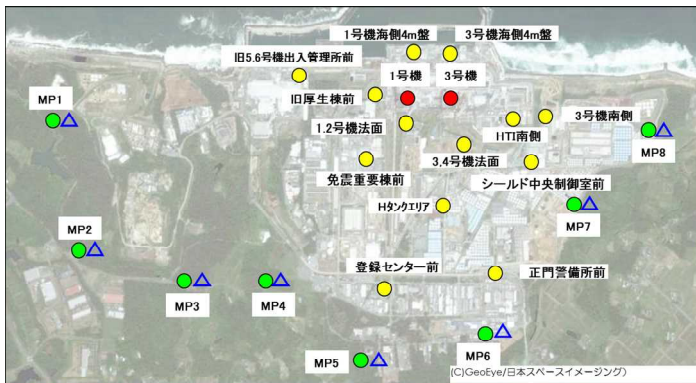 1号機海側4m盤
3号機海側4m盤
旧5.6号機出入管理所前
1号機
3号機
MP1
旧厚生棟前
3号機南側
1.2号機法面
HTI南側
MP8
3.4号機法面
免震重要棟前
シールド中央制御室前
Hタンクエリア
MP7
MP2
登録センター前
正門警備所前
MP3
MP4
MP5
MP6
(C)GeoEye/日本スペースイメージング)